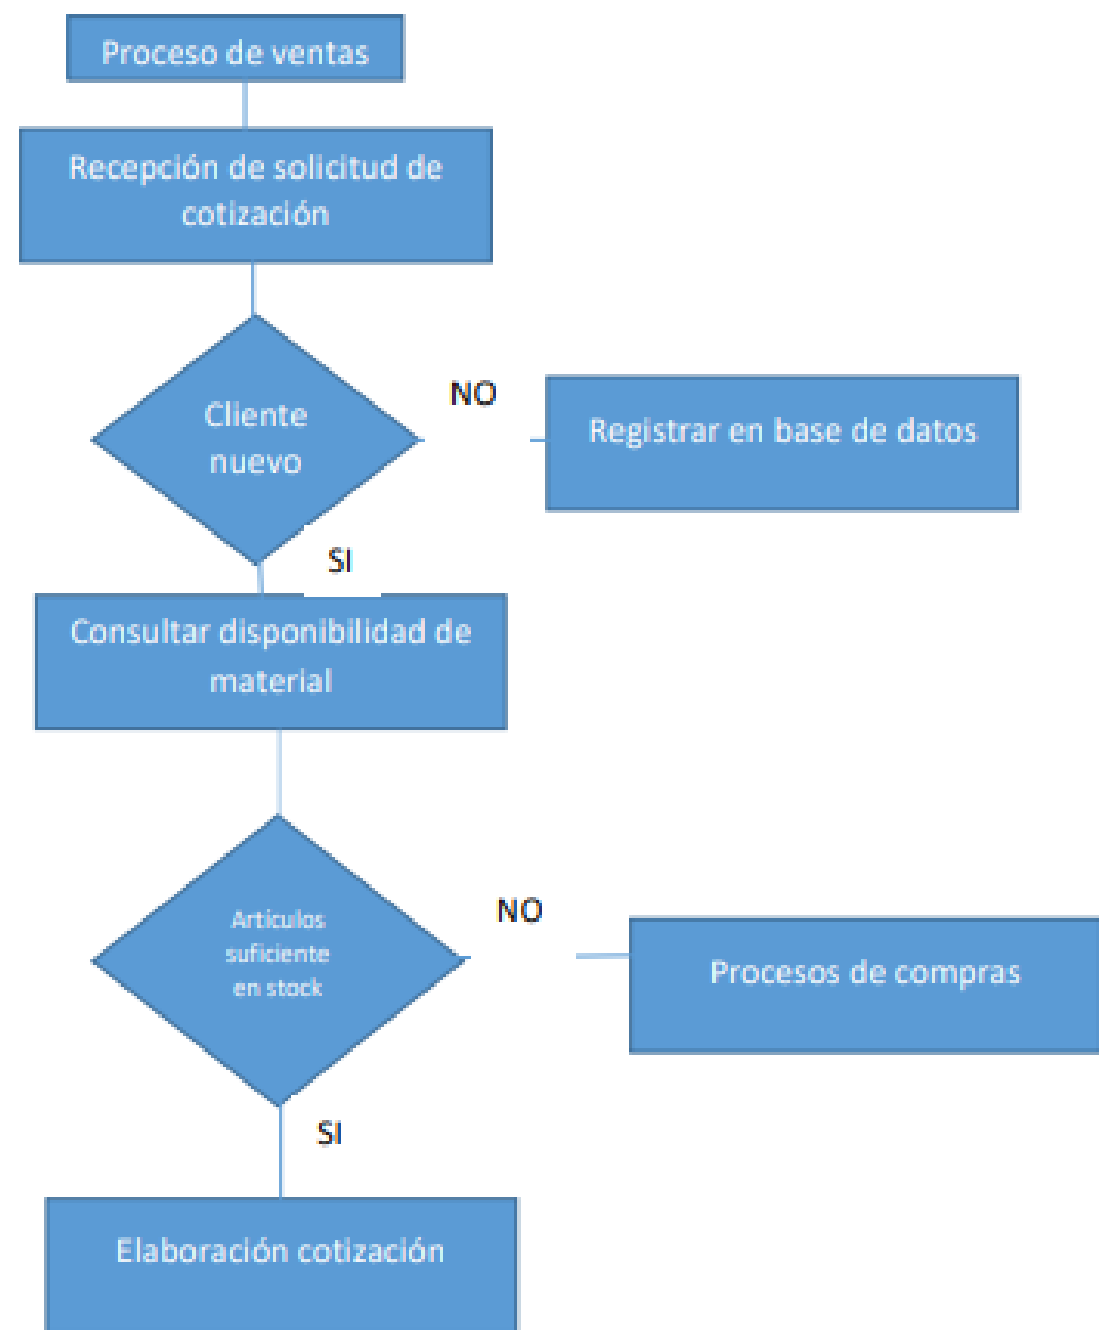 Proceso de ventas
Recepción de solicitud de
cotización
Cliente
nuevo
NO
Registrar en base de datos
SI
Consultar disponibilidad de
material
Articulos
suficiente
en stock
NO
Procesos de compras
SI
Elaboración cotización